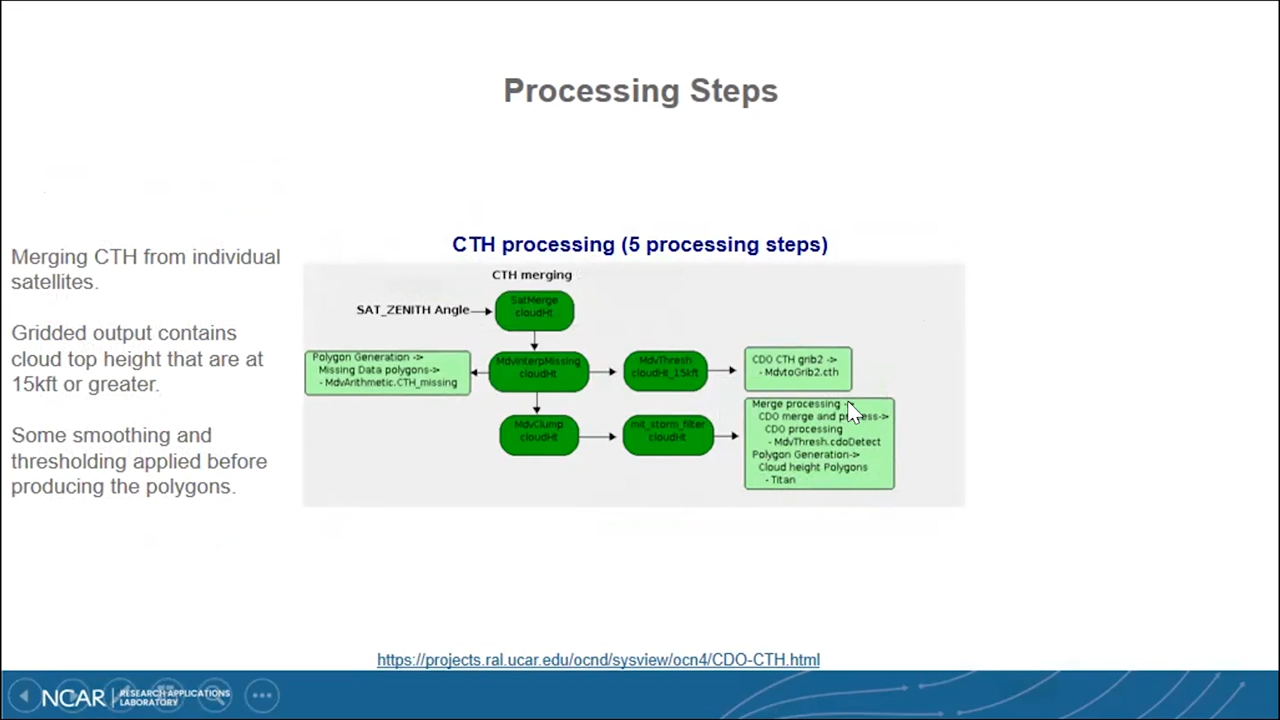 Processing Steps
Merging CTH from individual
satellites.
Gridded output contains
cloud top height that are at
15kft or greater.
Some smoothing and
thresholding applied before
producing the polygons.
CTH processing (5 processing steps)
CTH merging
SAT_ZENITH Angle
SatMerge
cloudHt
Polygon Generation ->
Missing Data polygons->
- MdvArithmetic.CTH_missing
MdvInterpMissing
cloudHt
MdvThresh
cloudHt_15kft
CDO CTH grib2 ->
- MdvtoGrib2.cth
MdvClump
cloudHt
mit_storm_filter
cloudHt
Merge processing
CDO merge and process->
CDO processing
- MdvThresh.cdoDetect
Polygon Generation->
Cloud height Polygons
- Titan
https://projects.ral.ucar.edu/ocnd/sysview/ocn4/CDO-CTH.html
NCAR
RESEARCH APPLICATIONS
LABORATORY